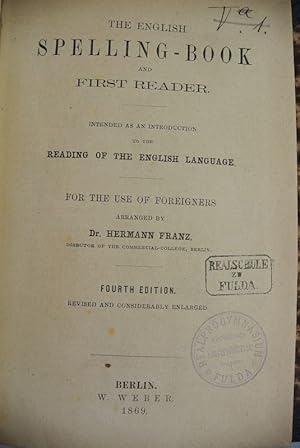 THE ENGLISH
SPELLING-BOOK
AND
FIRST READER.
INTENDED AS AN INTRODUCTION
TO THE
READING OF THE ENGLISH LANGUAGE.
FOR THE USE OF FOREIGNERS
ARRANGED BY
Dr. HERMANN FRANZ,
DIRECTOR OF THE COMMERCIAL-COLLEGE, BERLIN.
REALSCHULE
ZU
FULDA.
FOURTH EDITION.
REVISED AND CONSIDERABLY ENLARGED.
REALPROGYMNASIUM
FULDA
BERLIN.
W. WEBER.
1869.